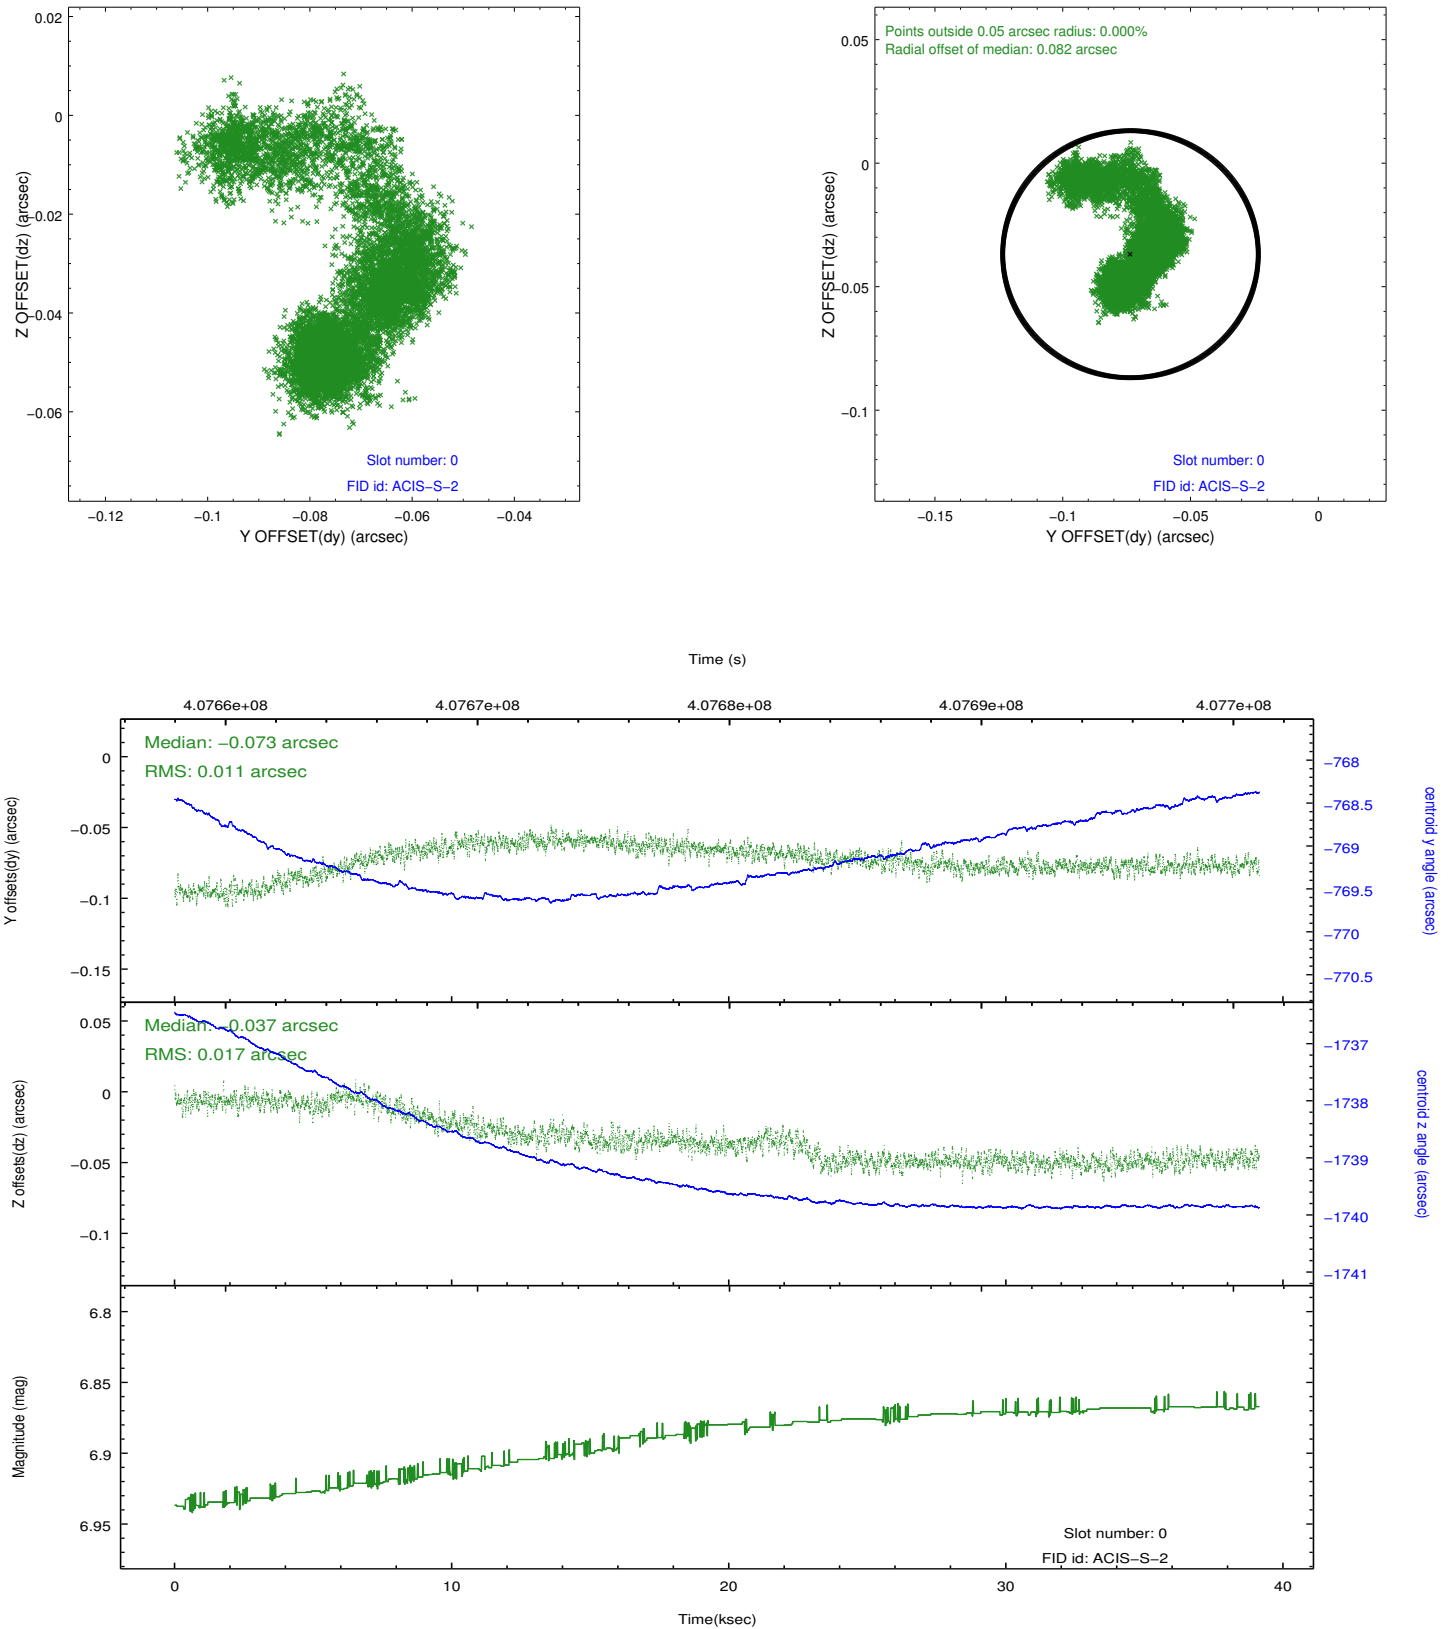 0.02
0
−0.02
−0.04
−0.06
Z OFFSET(dz) (arcsec)
Slot number: 0
FID id: ACIS−S−2
−0.12
−0.1
−0.08
−0.06
−0.04
Y OFFSET(dy) (arcsec)
Points outside 0.05 arcsec radius: 0.000%
Radial offset of median: 0.082 arcsec
0.05
0
−0.05
−0.1
Z OFFSET(dz) (arcsec)
Slot number: 0
FID id: ACIS−S−2
−0.15
−0.1
−0.05
0
Y OFFSET(dy) (arcsec)
Time (s)
4.0766e+08
4.0767e+08
4.0768e+08
4.0769e+08
4.077e+08
Median: −0.073 arcsec
RMS: 0.011 arcsec
0
−0.05
−0.1
−0.15
Y offsets(dy) (arcsec)
−768
−768.5
−769
−769.5
−770
−770.5
centroid y angle (arcsec)
Median: −0.037 arcsec
RMS: 0.017 arcsec
0.05
0
−0.05
−0.1
Z offsets(dz) (arcsec)
−1737
−1738
−1739
−1740
−1741
centroid z angle (arcsec)
6.8
6.85
6.9
6.95
Magnitude (mag)
Slot number: 0
FID id: ACIS−S−2
0
10
20
30
40
Time(ksec)